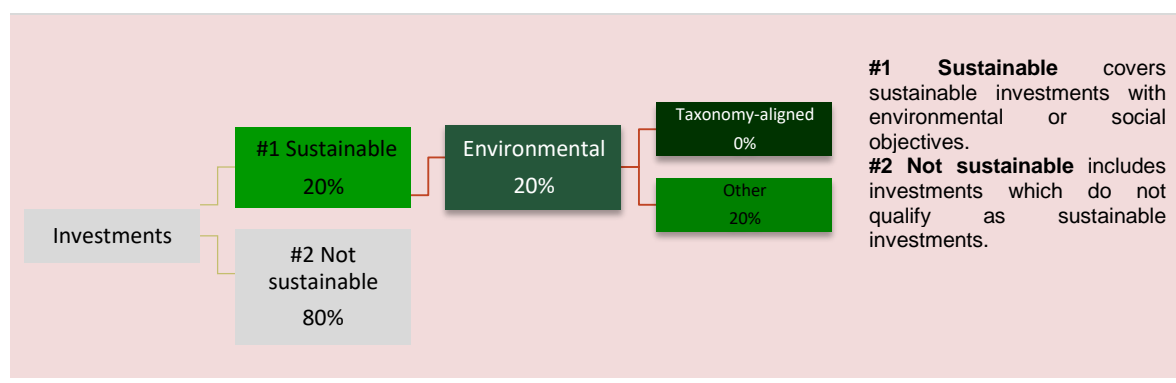 Investments
#1 Sustainable
20%
#2 Not
sustainable
80%
Environmental
20%
Taxonomy-aligned
0%
Other
20%
#1 Sustainable covers
sustainable investments with
environmental or social
objectives.
#2 Not sustainable includes
investments which do not
qualify as sustainable
investments.